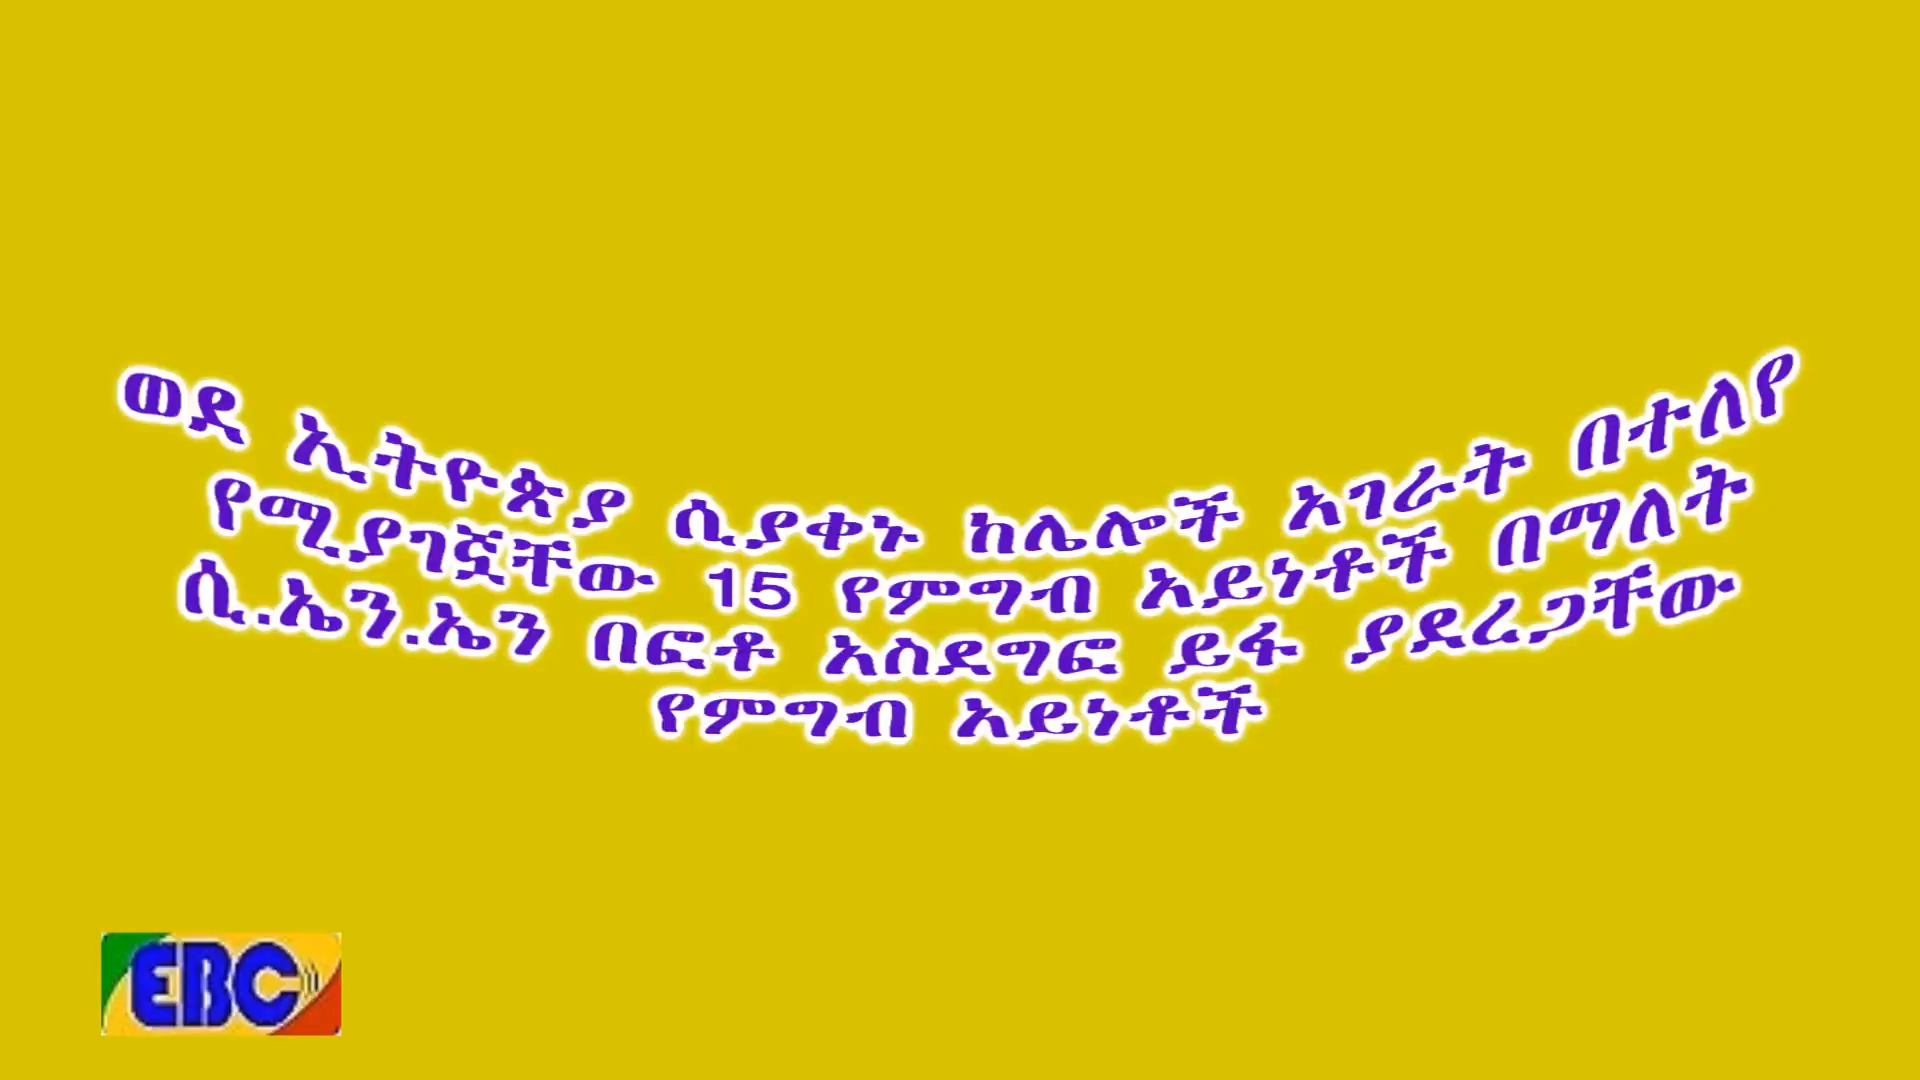 ወደ ኢትዮጵያ ሲያቀኑ ከሌሎች አገራት በተለየ
የሚያገኟቸው 15 የምግብ አይነቶች በማለት
ሲ.ኤን.ኤን በፎቶ አስደግፎ ይፋ ያደረጋቸው
የምግብ አይነቶች
EBC